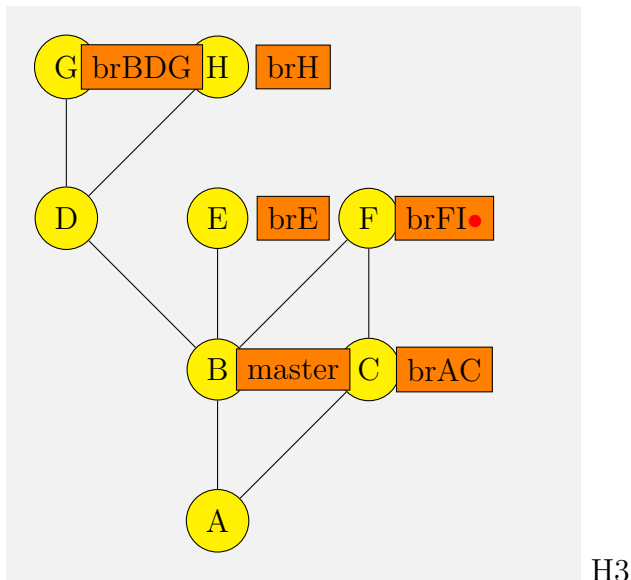 G brBDG H brH
D E brE F brFI
B master C brAC
A
H3